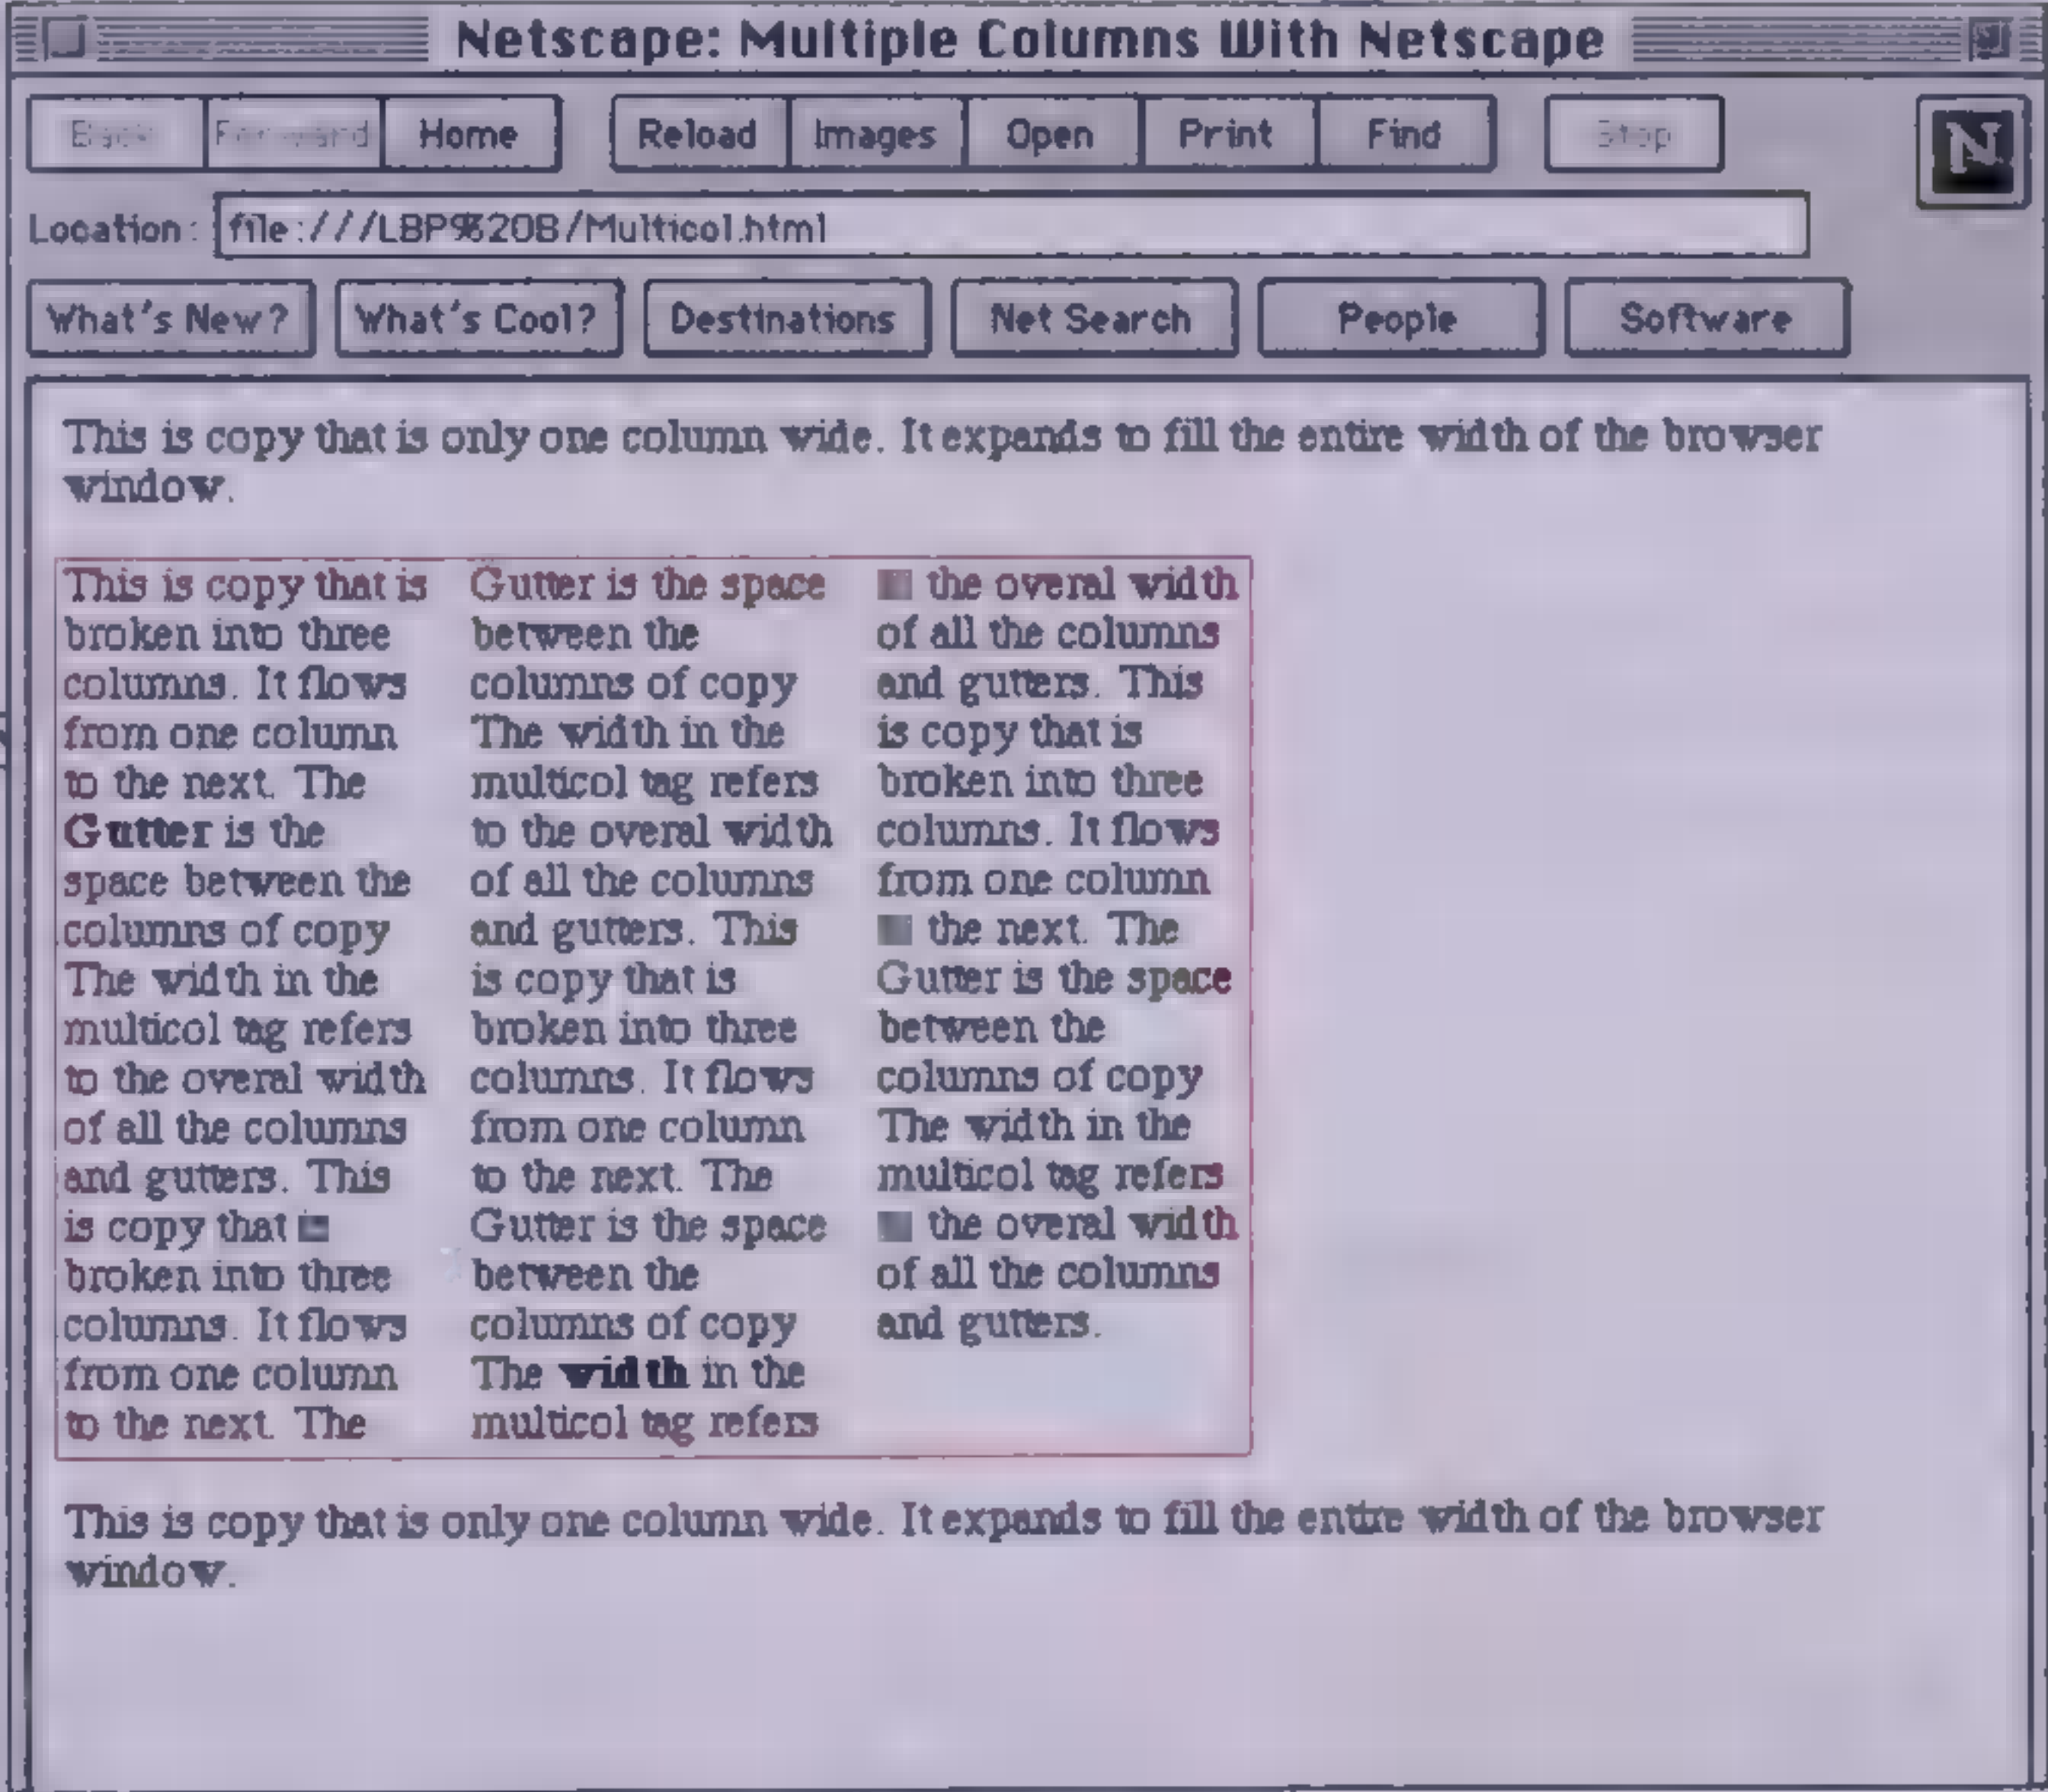 Netscape: Multiple Columns With Netscape
Back Forward Home Reload Images Open Print Find Stop
N
Location: file:///LBP%20B/Multicol.html
What's New? What's Cool? Destinations Net Search People Software
This is copy that is only one column wide. It expands to fill the entire width of the browser
window.
This is copy that is
broken into three
columns. It flows
from one column
to the next. The
Gutter is the
space between the
columns of copy
The width in the
multicol tag refers
to the overal width
of all the columns
and gutters. This
is copy that
broken into three
columns. It flows
from one column
to the next. The
Gutter is the space
between the
columns of copy
The width in the
multicol tag refers
to the overal width
of all the columns
and gutters. This
is copy that is
broken into three
columns. It flows
from one column
to the next. The
Gutter is the space
between the
columns of copy
The width in the
multicol tag refers
the overal width
of all the columns
and gutters. This
is copy that is
broken into three
columns. It flows
from one column
the next. The
Gutter is the space
between the
columns of copy
The width in the
multicol tag refers
the overal width
of all the columns
and gutters.
This is copy that is only one column wide. It expands to fill the entire width of the browser
window.